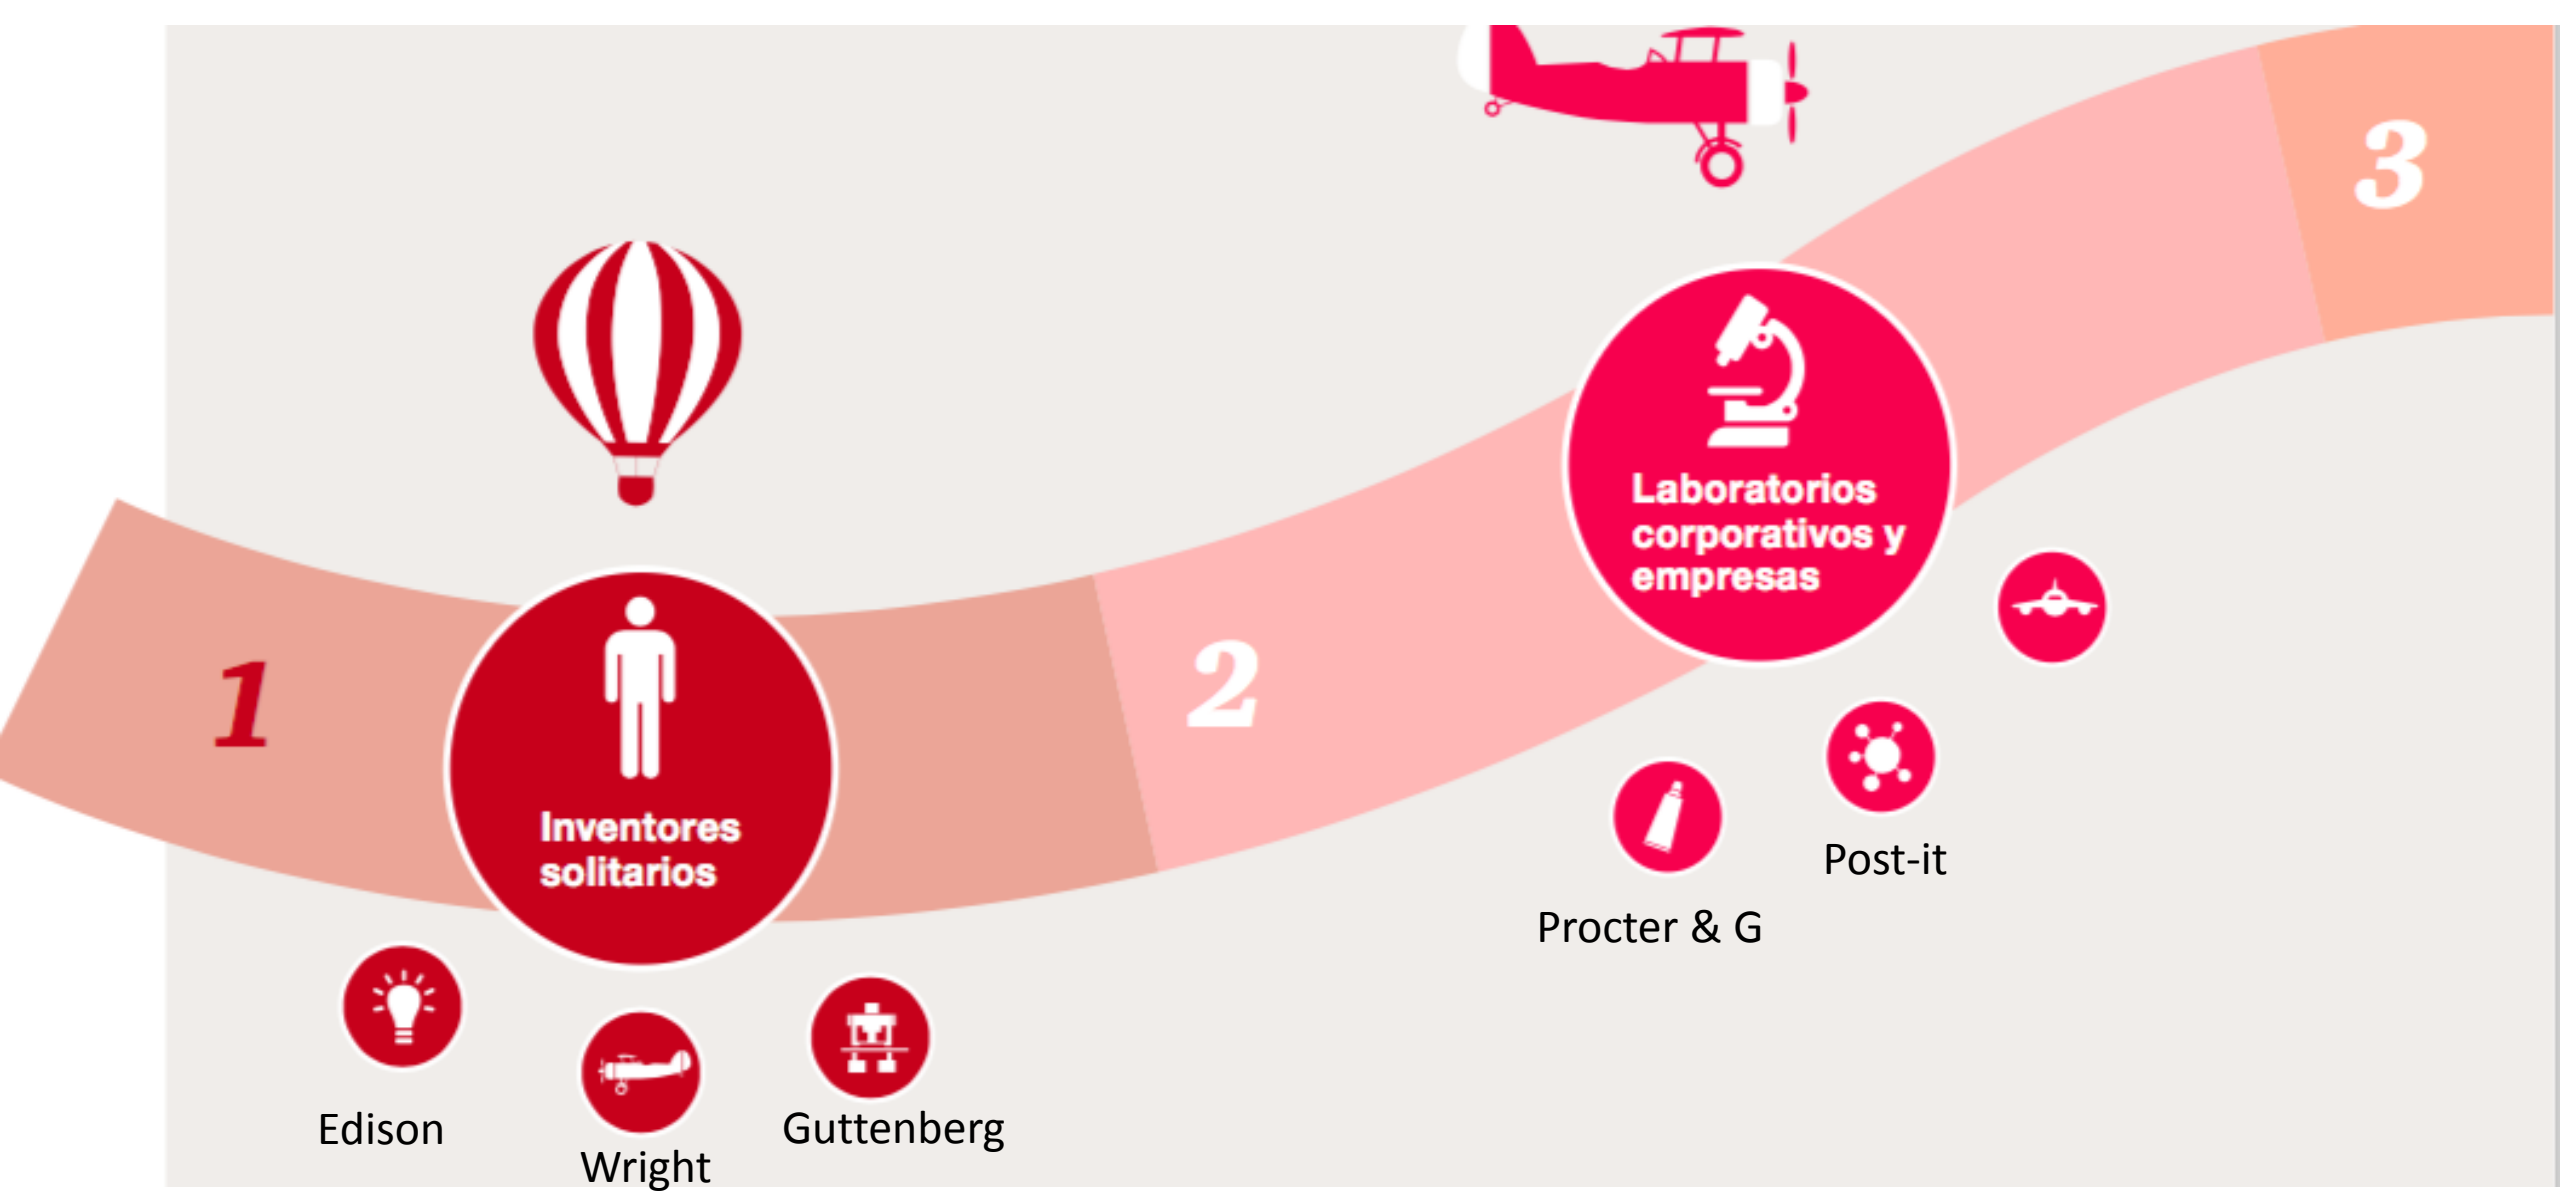 1
Inventores
solitarios
Edison
Wright
Guttenberg
2
Laboratorios
corporativos y
empresas
Procter & G
Post-it
3